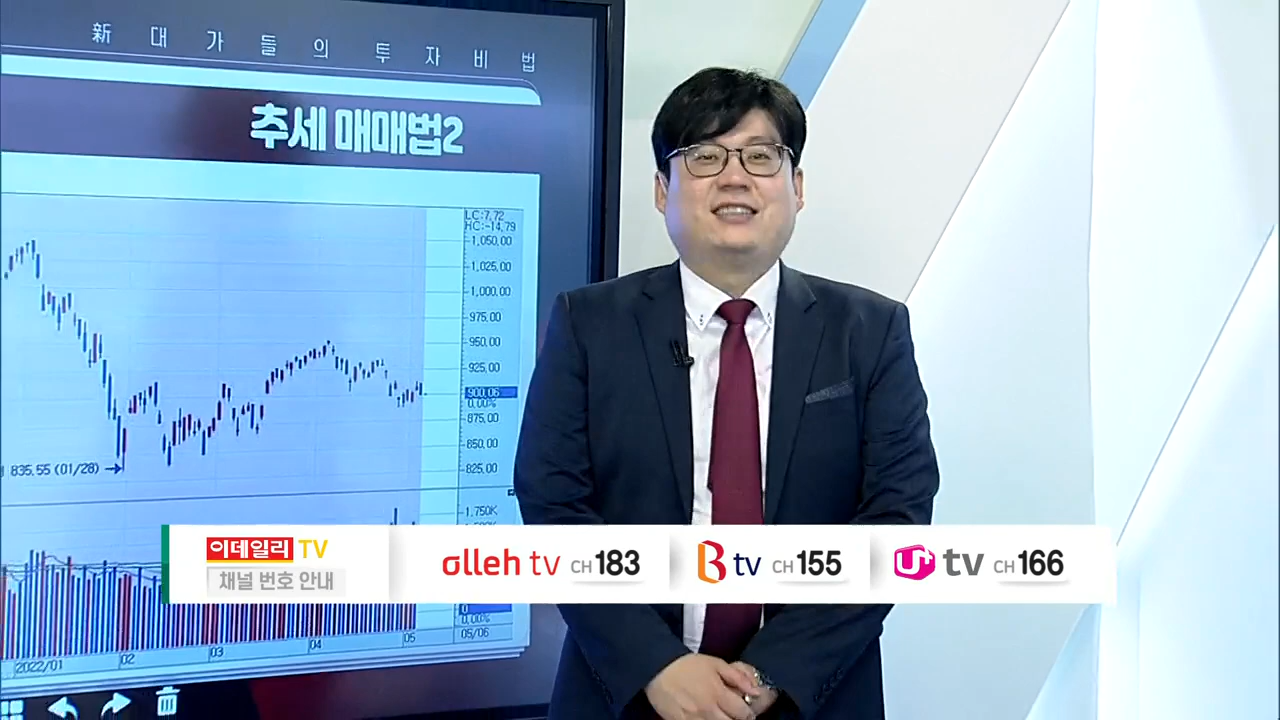 新 대 가 들 의 투 자 비 법
추세 매매법2
LC:7.72
HC:-14.79
1,050.00
1,025.00
1,000.00
975.00
950.00
925.00
900.06
0.00%
875.00
850.00
835.55 (01/28)→
825.00
1,750K
이데일리 TV
채널 번호 안내
olleh tv CH 183
B tv CH 155
U+ tv CH 166
0
0.00%
2022/01 02 03 04 05 05/06